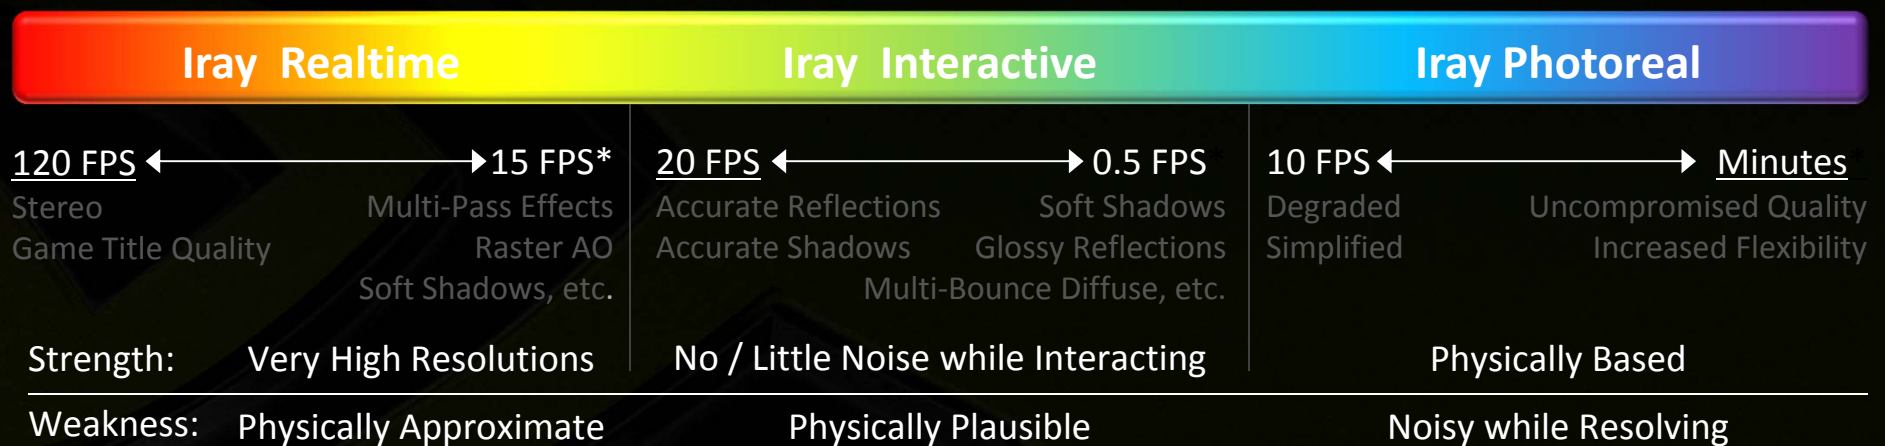 Iray Realtime Iray Interactive Iray Photoreal
120 FPS 15 FPS* 20 FPS 0.5 FPS* 10 FPS Minutes*
Stereo Multi-Pass Effects Accurate Reflections Soft Shadows Degraded Uncompromised Quality
Game Title Quality Raster AO Accurate Shadows Glossy Reflections Simplified Increased Flexibility
Soft Shadows, etc. Multi-Bounce Diffuse, etc.
Strength: Very High Resolutions No / Little Noise while Interacting Physically Based
Weakness: Physically Approximate Physically Plausible Noisy while Resolving